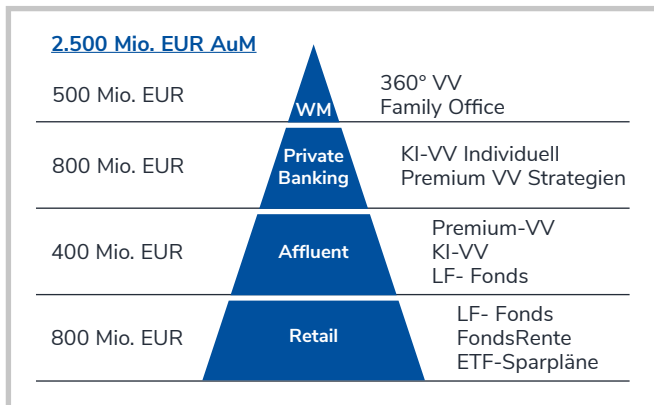 2.500 Mio. EUR AuM
500 Mio. EUR
WM
360° VV
Family Office
800 Mio. EUR
Private
Banking
KI-VV Individuell
Premium VV Strategien
400 Mio. EUR
Affluent
Premium-VV
KI-VV
LF- Fonds
800 Mio. EUR
Retail
LF- Fonds
FondsRente
ETF-Sparpläne